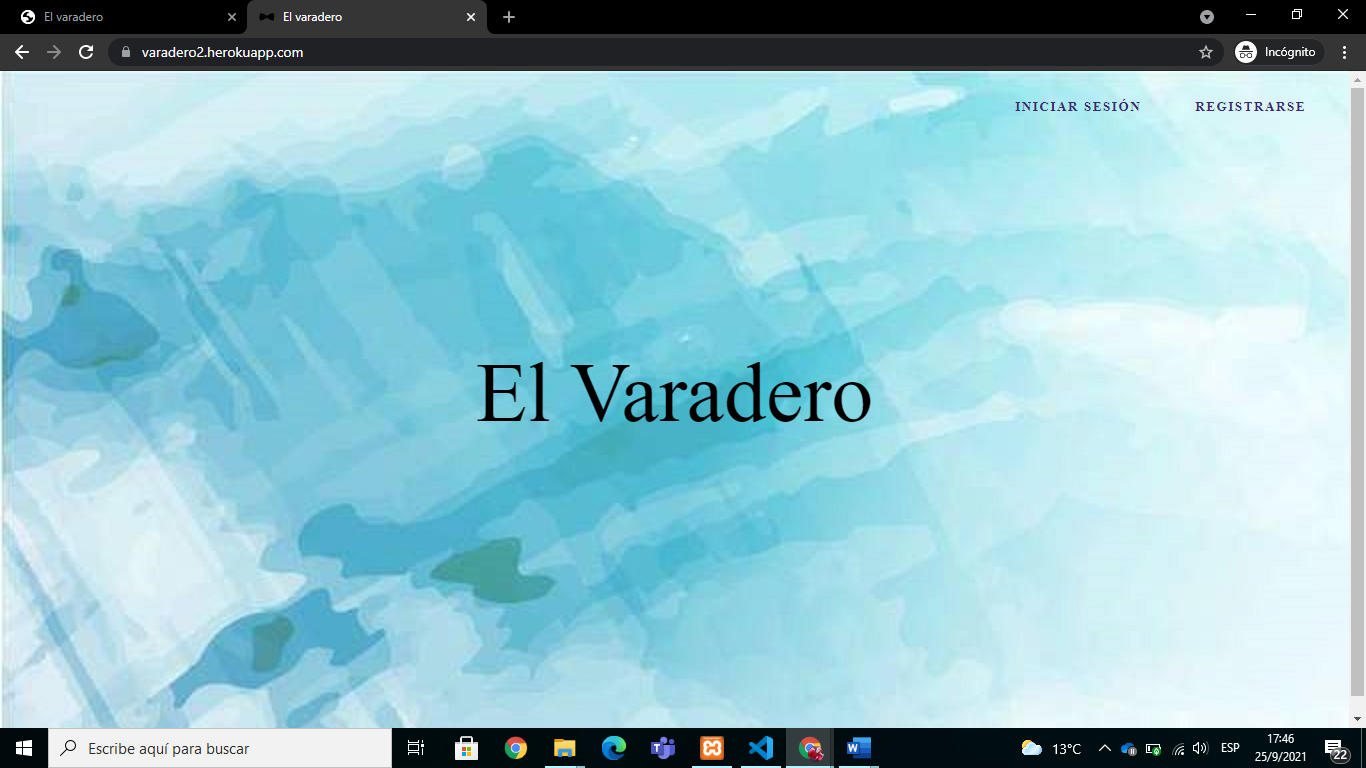 El varadero
El varadero
varadero2.herokuapp.com
Incógnito
INICIAR SESIÓN
REGISTRARSE
El Varadero
Escribe aquí para buscar
13°C
ESP
17:46
25/9/2021
22